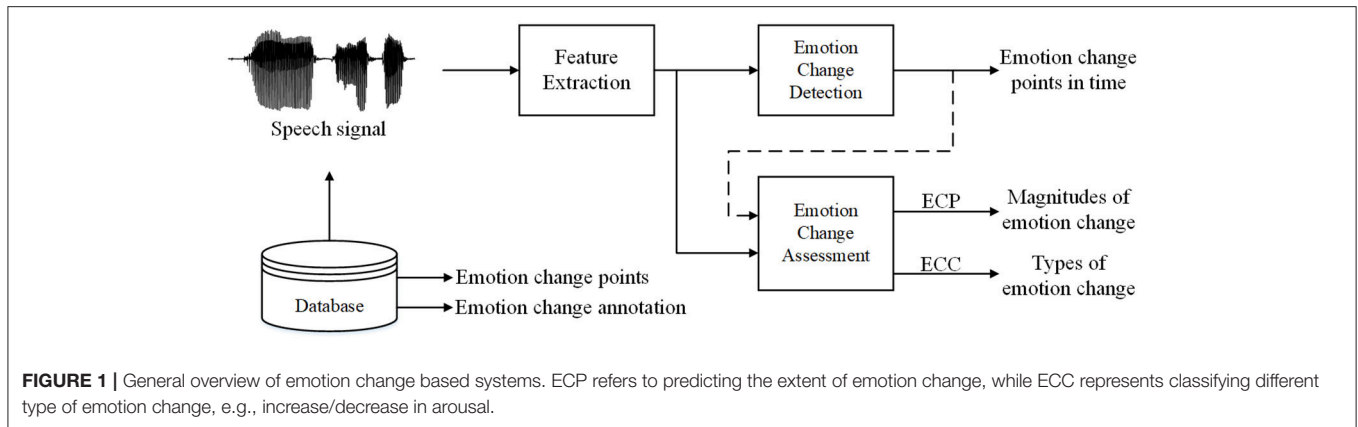 Speech signal
Feature
Extraction
Emotion
Change
Detection
Emotion change
points in time
Emotion
Change
Assessment
ECP
Magnitudes of
emotion change
ECC
Types of
emotion change
Database
Emotion change points
Emotion change annotation
FIGURE 1 | General overview of emotion change based systems. ECP refers to predicting the extent of emotion change, while ECC represents classifying different
type of emotion change, e.g., increase/decrease in arousal.